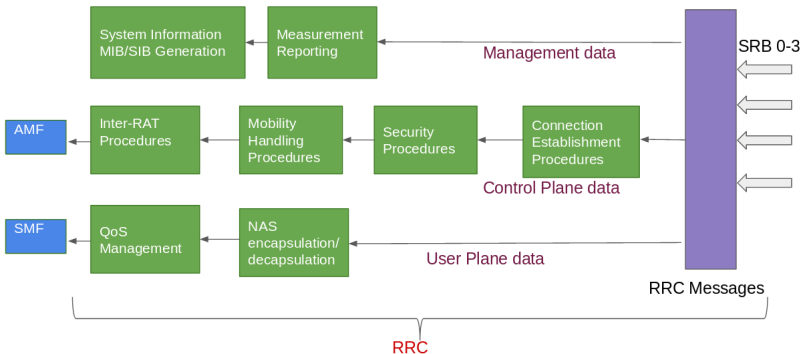 System Information
MIB/SIB Generation
Measurement
Reporting
Management data
SRB 0-3
AMF
Inter-RAT
Procedures
Mobility
Handling
Procedures
Security
Procedures
Connection
Establishment
Procedures
Control Plane data
SMF
QoS
Management
NAS
encapsulation/
decapsulation
User Plane data
RRC Messages
RRC